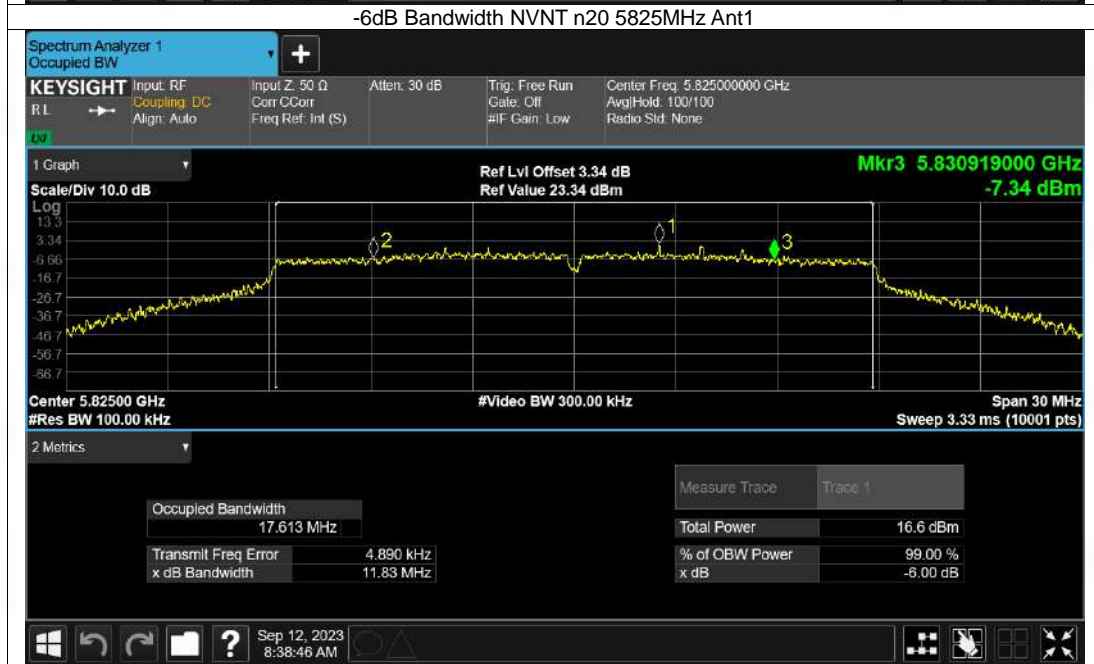 -6dB Bandwidth NVNT n20 5825MHz Ant1
Spectrum Analyzer 1
Occupied BW
KEYSIGHT Input: RF Input Z: 50 Ω Atten: 30 dB Trig: Free Run Center Freq: 5.825000000 GHz
RL Coupling: DC Corr CCorr Gate: Off Avg|Hold: 100/100
Align: Auto Freq Ref: Int (S) #IF Gain: Low Radio Std: None
LXI
1 Graph Ref Lvl Offset 3.34 dB Mkr3 5.830919000 GHz
Scale/Div 10.0 dB Ref Value 23.34 dBm -7.34 dBm
Log
13.3
3.34
-6.66
-16.7
-26.7
-36.7
-46.7
-56.7
-66.7
2
1
3
Center 5.82500 GHz #Video BW 300.00 kHz Span 30 MHz
#Res BW 100.00 kHz Sweep 3.33 ms (10001 pts)
2 Metrics
Measure Trace Trace 1
Occupied Bandwidth
17.613 MHz Total Power 16.6 dBm
Transmit Freq Error 4.890 kHz % of OBW Power 99.00 %
x dB Bandwidth 11.83 MHz x dB -6.00 dB
? Sep 12, 2023
8:38:46 AM